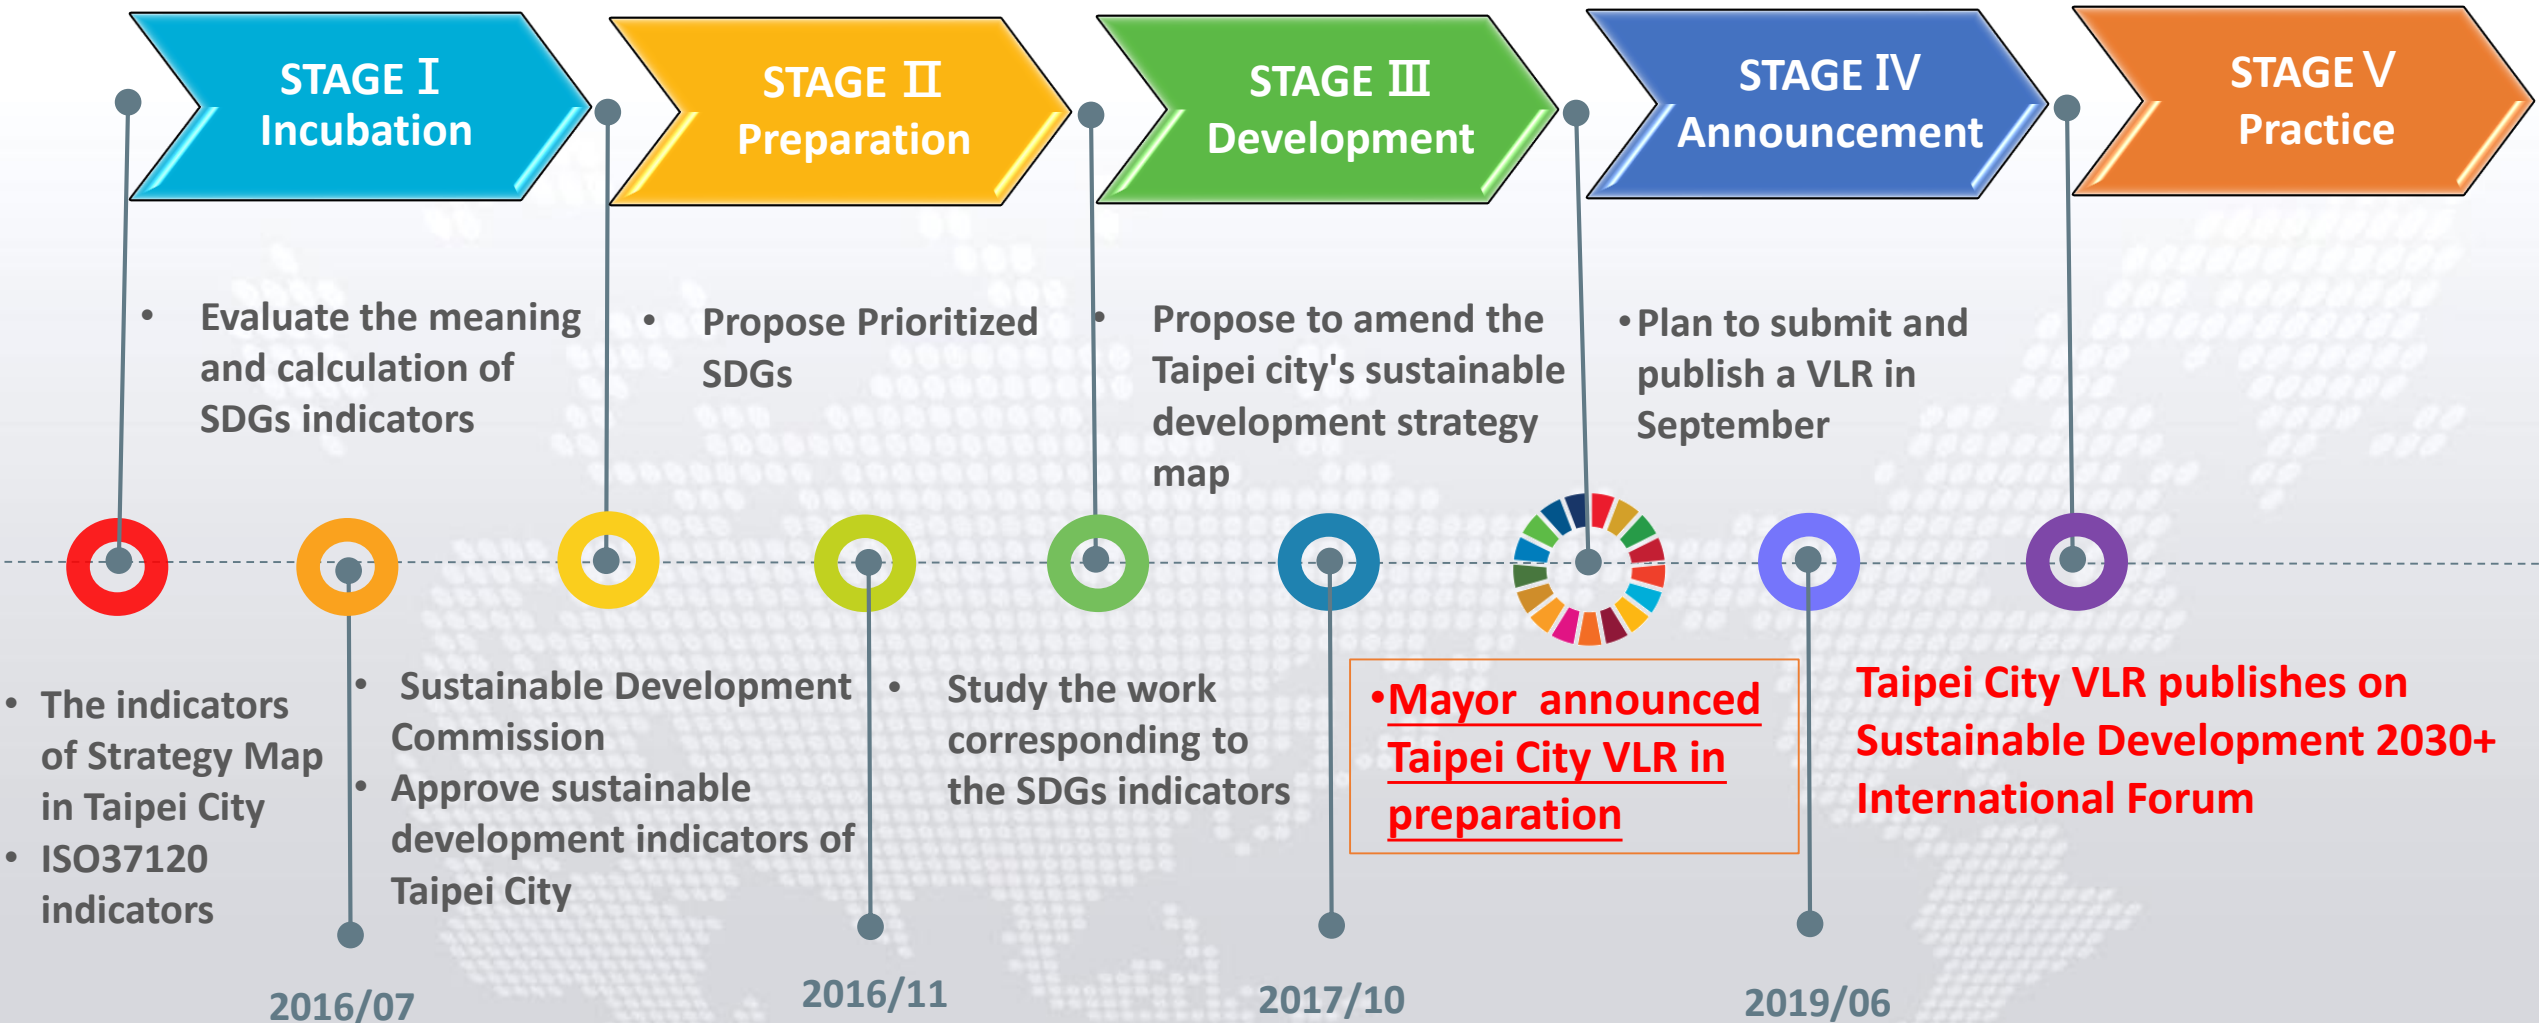 STAGE Ⅰ
Incubation
STAGE Ⅱ
Preparation
STAGE Ⅲ
Development
STAGE Ⅳ
Announcement
STAGE Ⅴ
Practice
• Evaluate the meaning
and calculation of
SDGs indicators
• Propose Prioritized
SDGs
• Propose to amend the
Taipei city's sustainable
development strategy
map
• Plan to submit and
publish a VLR in
September
• The indicators
of Strategy Map
in Taipei City
• ISO37120
indicators
• Sustainable Development
Commission
• Approve sustainable
development indicators of
Taipei City
• Study the work
corresponding to
the SDGs indicators
• Mayor announced
Taipei City VLR in
preparation
Taipei City VLR publishes on
Sustainable Development 2030+
International Forum
2016/07
2016/11
2017/10
2019/06